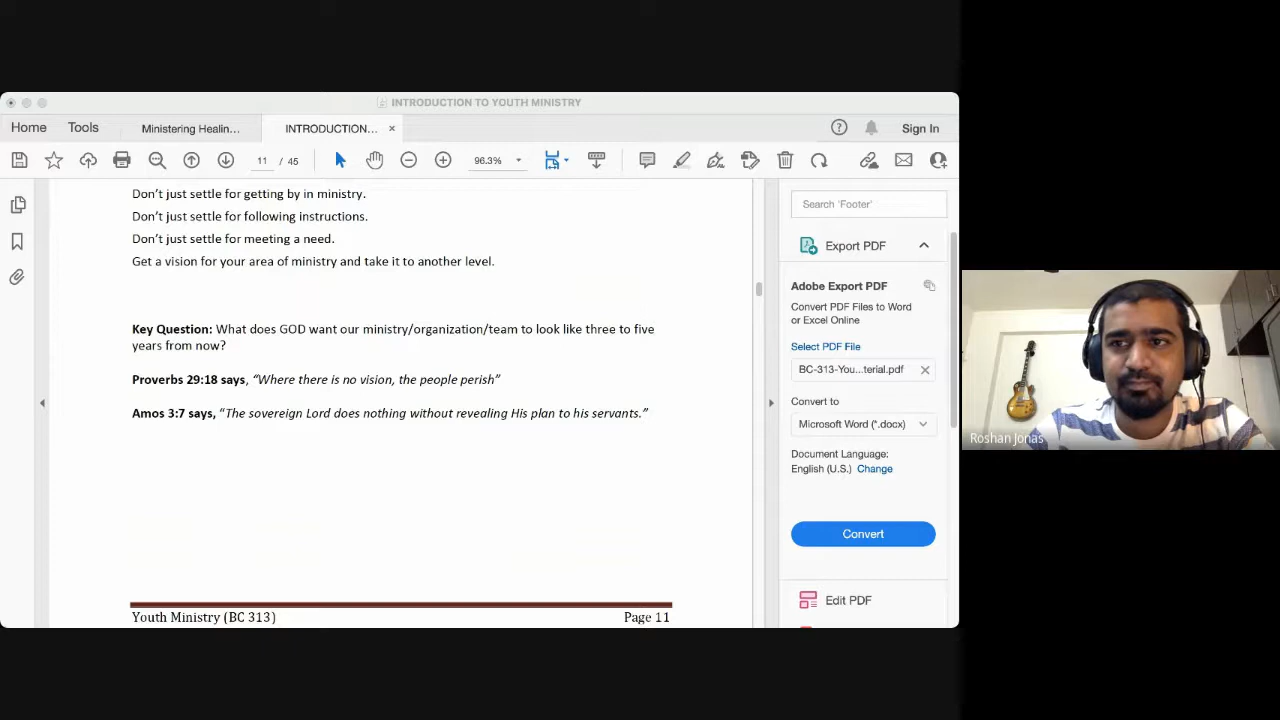 INTRODUCTION TO YOUTH MINISTRY
Home Tools Ministering Healin... INTRODUCTION... × Sign In
11 / 45 96.3%
Don't just settle for getting by in ministry.
Don't just settle for following instructions.
Don't just settle for meeting a need.
Get a vision for your area of ministry and take it to another level.
Key Question: What does GOD want our ministry/organization/team to look like three to five
years from now?
Proverbs 29:18 says, “Where there is no vision, the people perish”
Amos 3:7 says, “The sovereign Lord does nothing without revealing His plan to his servants.”
Youth Ministry (BC 313) Page 11
Search 'Footer'
Export PDF
Adobe Export PDF
Convert PDF Files to Word
or Excel Online
Select PDF File
BC-313-You...terial.pdf
Convert to
Microsoft Word (*.docx)
Document Language:
English (U.S.) Change
Convert
Edit PDF
Roshan Jonas